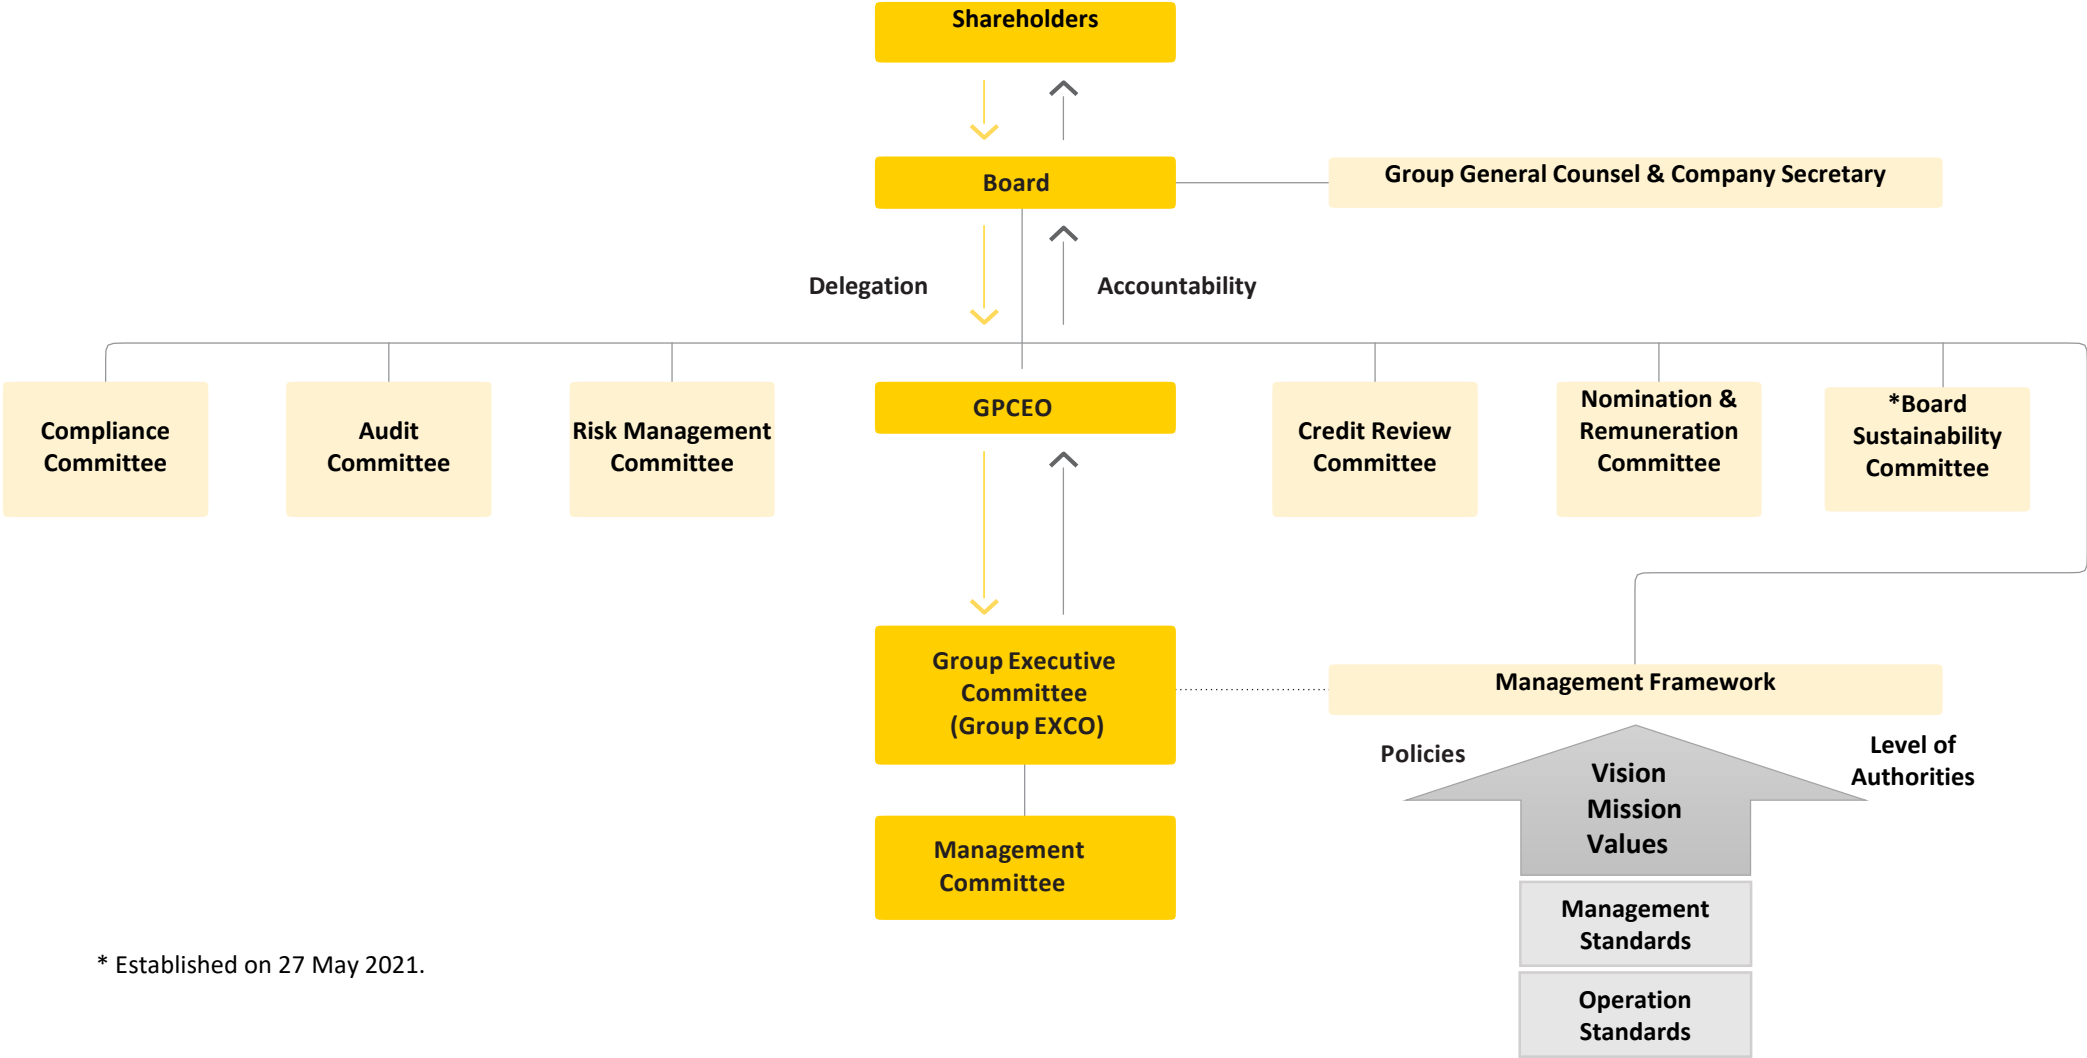 Shareholders
Board
Group General Counsel & Company Secretary
Delegation
Accountability
Compliance
Committee
Audit
Committee
Risk Management
Committee
GPCEO
Credit Review
Committee
Nomination &
Remuneration
Committee
*Board
Sustainability
Committee
Group Executive
Committee
(Group EXCO)
Management Framework
Policies
Level of
Authorities
Vision
Mission
Values
Management
Committee
Management
Standards
Operation
Standards
* Established on 27 May 2021.